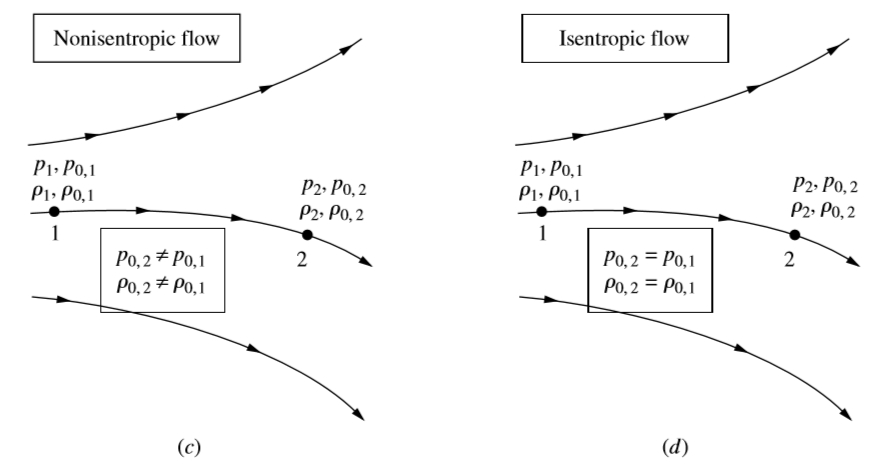 Nonisentropic flow
p1, p0, 1
ρ1, ρ0, 1
1
p2, p0, 2
ρ2, ρ0, 2
2
p0, 2 ≠ p0, 1
ρ0, 2 ≠ ρ0, 1
(c)
Isentropic flow
p1, p0, 1
ρ1, ρ0, 1
1
p2, p0, 2
ρ2, ρ0, 2
2
p0, 2 = p0, 1
ρ0, 2 = ρ0, 1
(d)